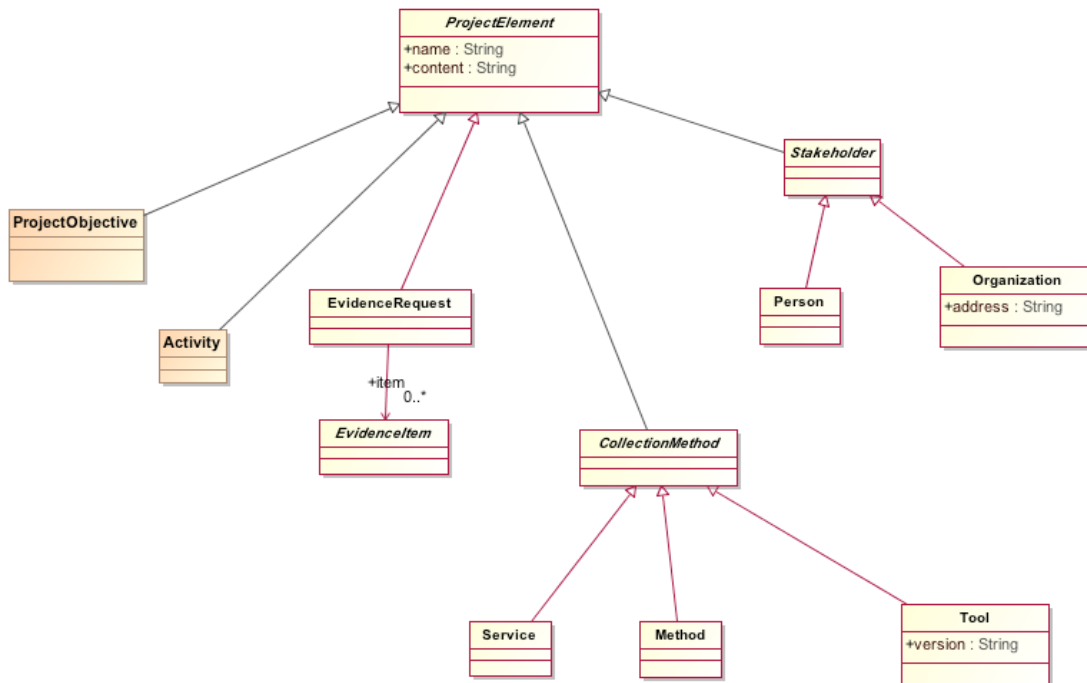 ProjectElement
+name : String
+content : String
Stakeholder
ProjectObjective
Person
Organization
+address : String
EvidenceRequest
Activity
+item
0..*
EvidenceItem
CollectionMethod
Service
Method
Tool
+version : String